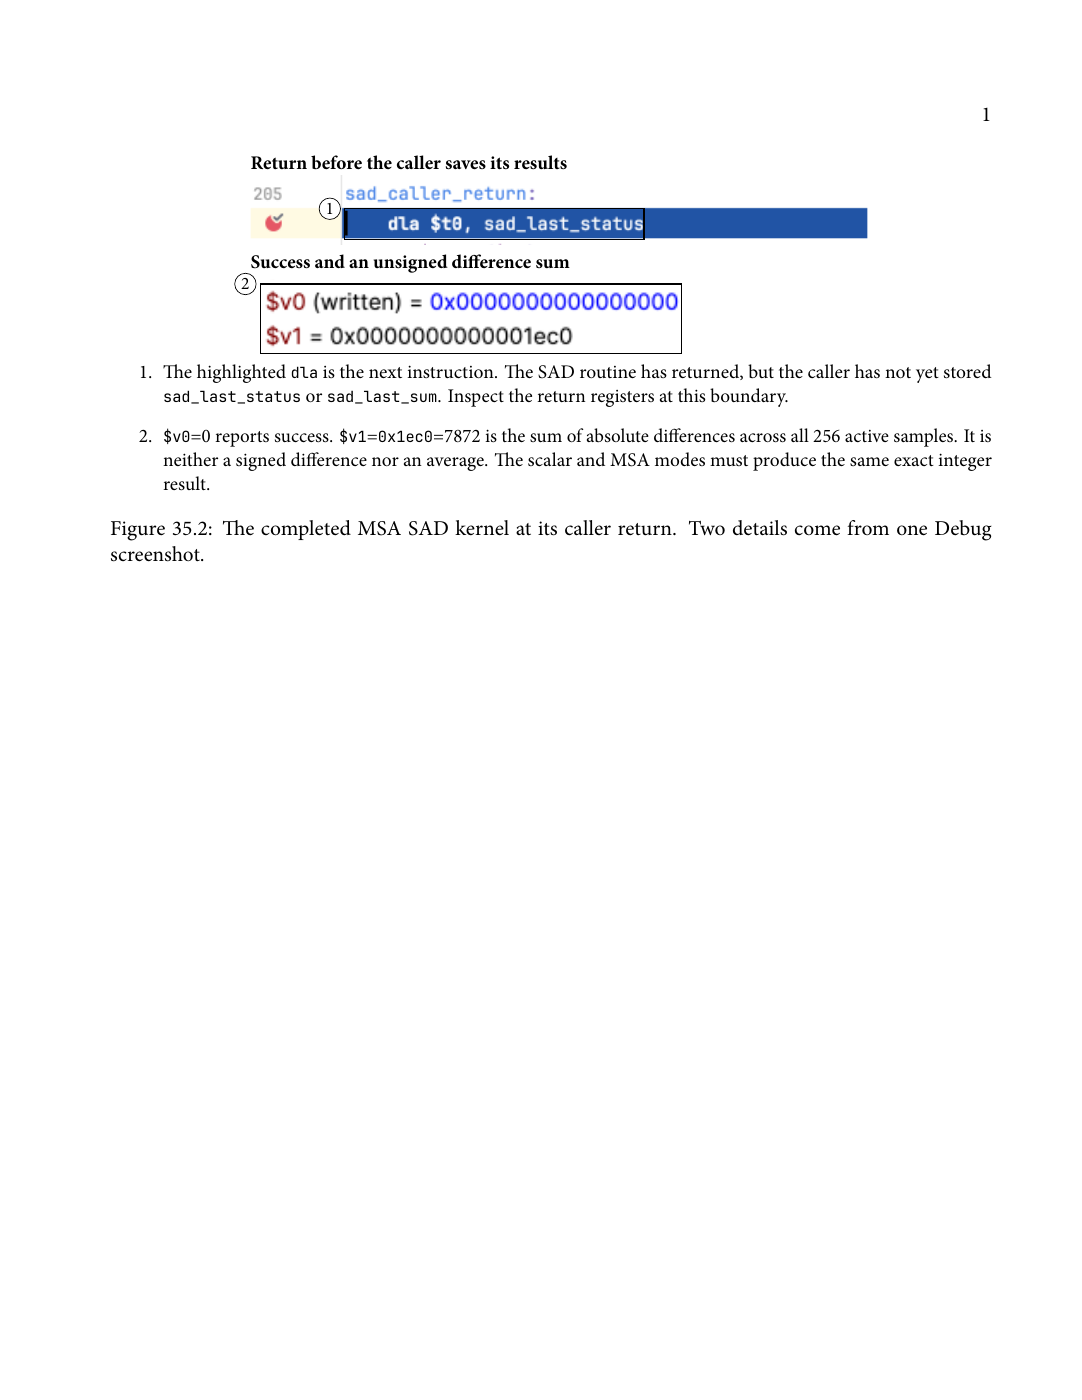 1
Return before the caller saves its results
205 sad_caller_return:
1 dla $t0, sad_last_status
Success and an unsigned difference sum
2
$v0 (written) = 0x0000000000000000
$v1 = 0x0000000000001ec0
1. The highlighted dla is the next instruction. The SAD routine has returned, but the caller has not yet stored
sad_last_status or sad_last_sum. Inspect the return registers at this boundary.
2. $v0=0 reports success. $v1=0x1ec0=7872 is the sum of absolute differences across all 256 active samples. It is
neither a signed difference nor an average. The scalar and MSA modes must produce the same exact integer
result.
Figure 35.2: The completed MSA SAD kernel at its caller return. Two details come from one Debug
screenshot.